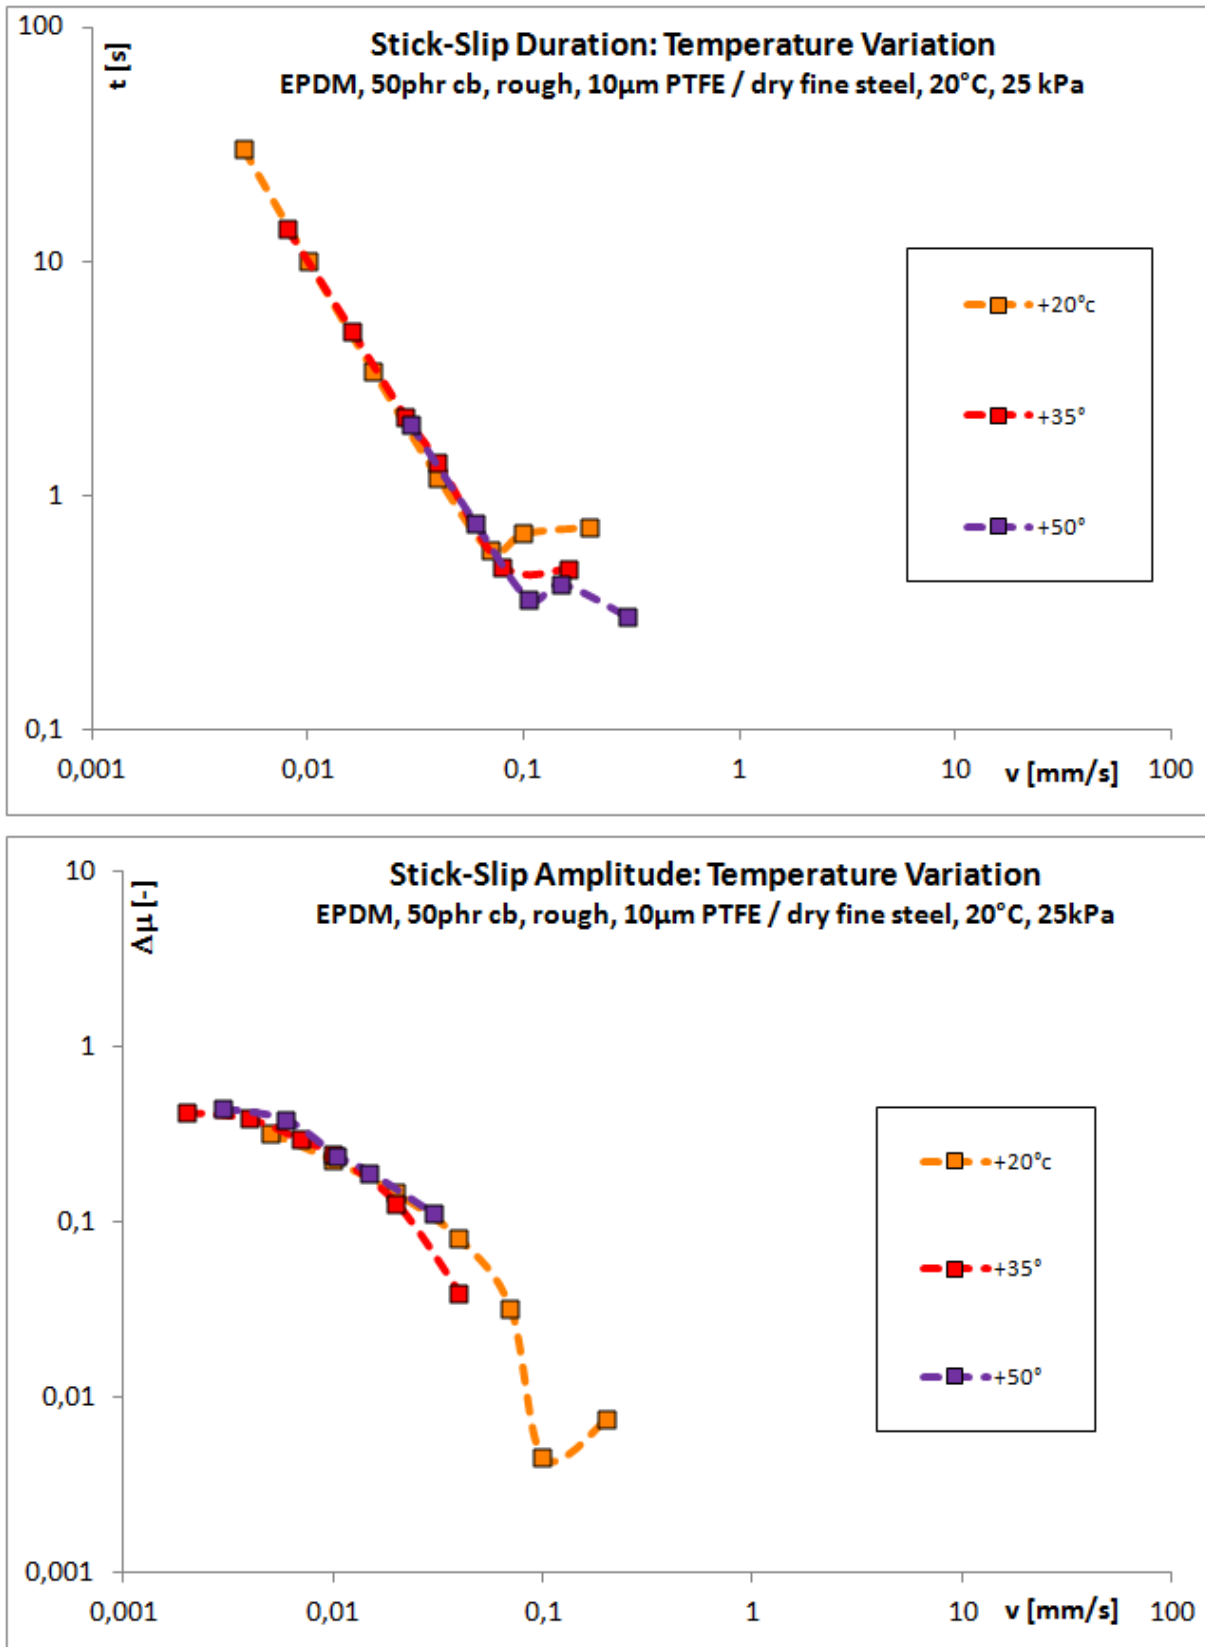 Stick-Slip Duration: Temperature Variation
EPDM, 50phr cb, rough, 10µm PTFE / dry fine steel, 20°C, 25 kPa
t [s]
100
10
1
0,1
0,001 0,01 0,1 1 10 v [mm/s] 100
+20°c
+35°
+50°
Stick-Slip Amplitude: Temperature Variation
EPDM, 50phr cb, rough, 10µm PTFE / dry fine steel, 20°C, 25kPa
Δµ [-]
10
1
0,1
0,01
0,001
0,001 0,01 0,1 1 10 v [mm/s] 100
+20°c
+35°
+50°